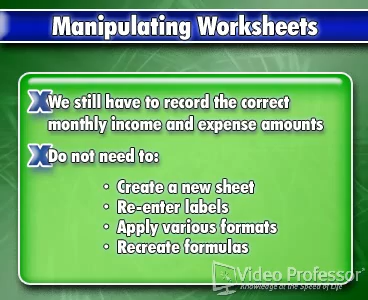 Manipulating Worksheets
X We still have to record the correct
monthly income and expense amounts
X Do not need to:
• Create a new sheet
• Re-enter labels
• Apply various formats
• Recreate formulas
Video Professor®
Knowledge at the Speed of Life